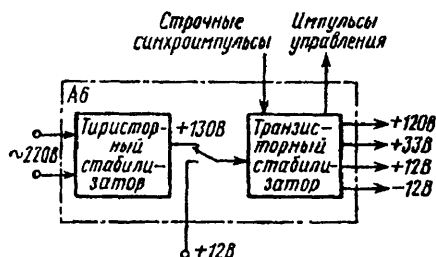 Строчные
синхроимпульсы
Импульсы
управления
А6
~220В
Тиристор-
ный
стабили-
затор
+130В
Транзис-
торный
стабили-
затор
+120В
+33В
+12В
-12В
+12В